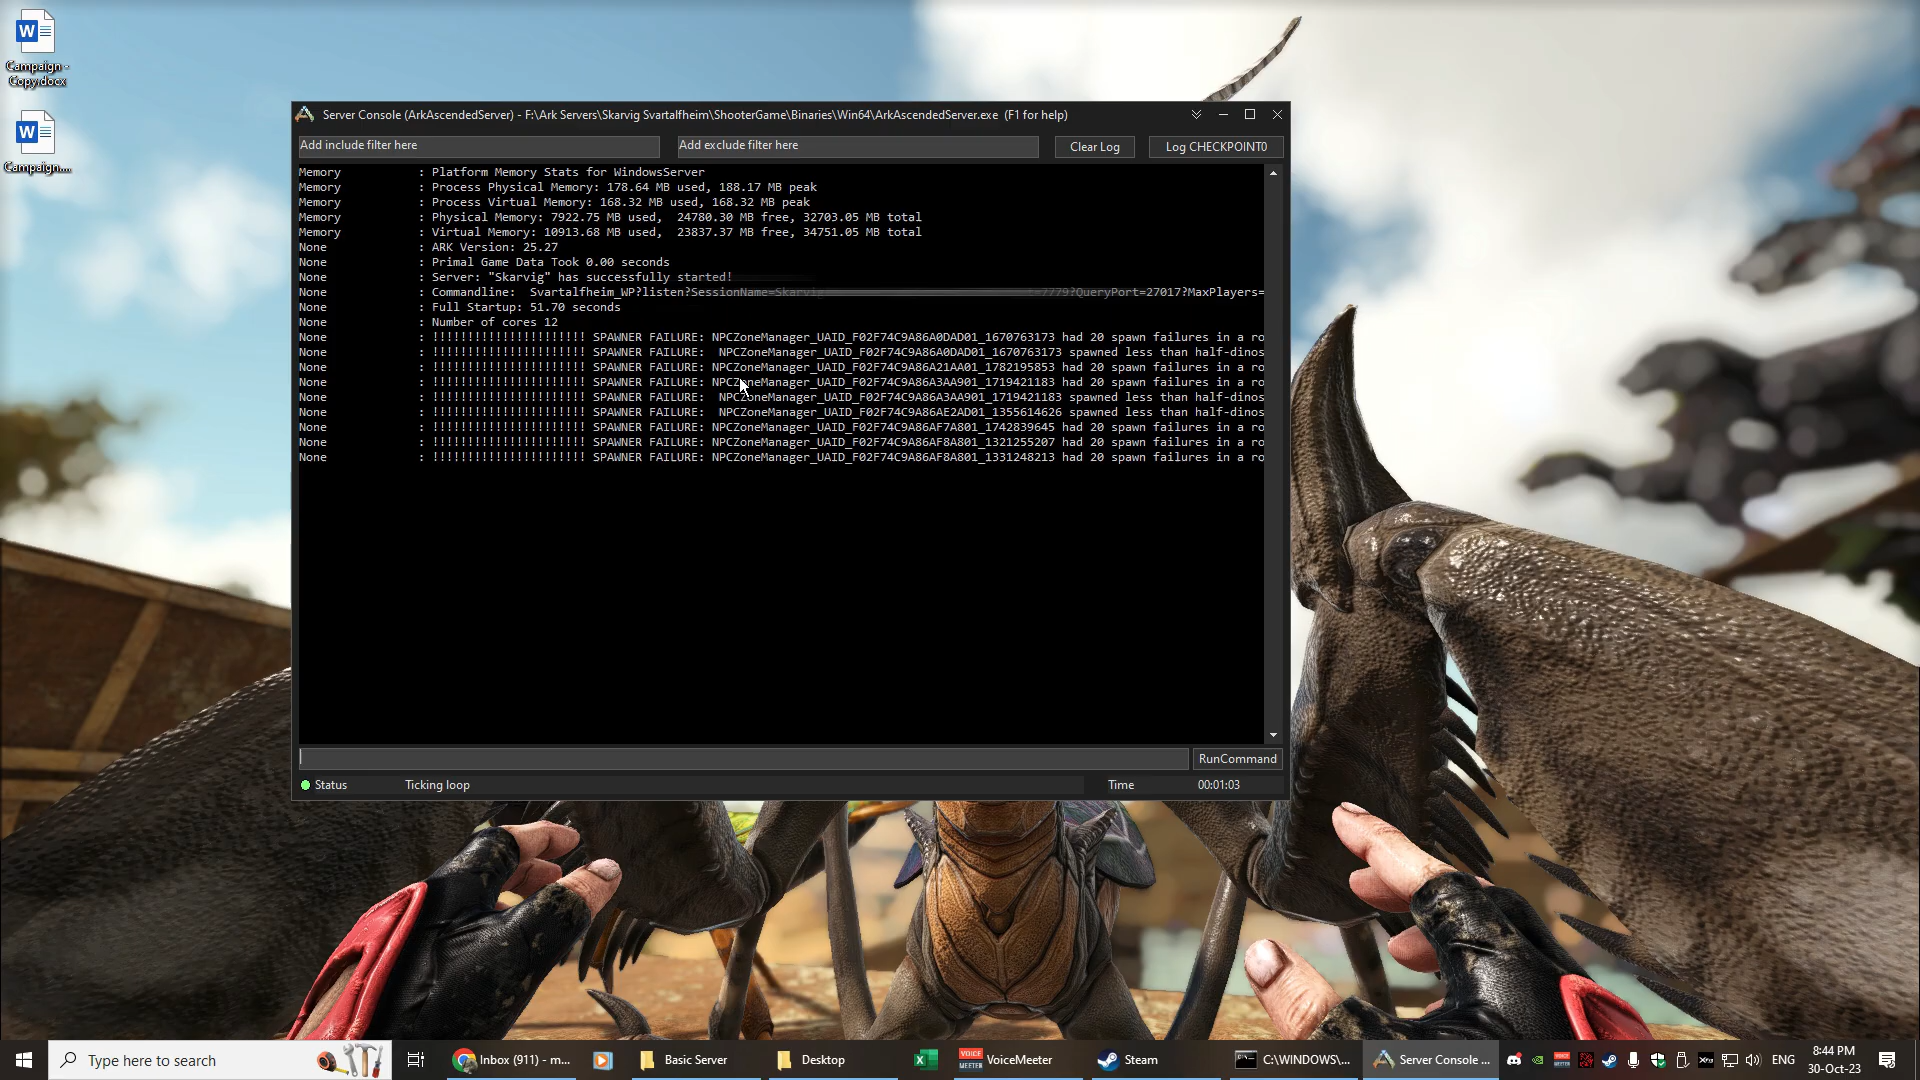 Campaign - Copy.docx
Campaign....
Server Console (ArkAscendedServer) - F:\Ark Servers\Skarvig Svartalfheim\ShooterGame\Binaries\Win64\ArkAscendedServer.exe (F1 for help)
Add include filter here
Add exclude filter here
Clear Log
Log CHECKPOINT0
Memory : Platform Memory Stats for WindowsServer
Memory : Process Physical Memory: 178.64 MB used, 188.17 MB peak
Memory : Process Virtual Memory: 168.32 MB used, 168.32 MB peak
Memory : Physical Memory: 7922.75 MB used, 24780.30 MB free, 32703.05 MB total
Memory : Virtual Memory: 10913.68 MB used, 23837.37 MB free, 34751.05 MB total
None : ARK Version: 25.27
None : Primal Game Data Took 0.00 seconds
None : Server: "Skarvig" has successfully started!
None : Commandline: Svartalfheim_WP?listen?SessionName=Skarvig =7779?QueryPort=27017?MaxPlayers=
None : Full Startup: 51.70 seconds
None : Number of cores 12
None : !!!!!!!!!!!!!!!!!!!!!! SPAWNER FAILURE: NPCZoneManager_UAID_F02F74C9A86A0DAD01_1670763173 had 20 spawn failures in a ro
None : !!!!!!!!!!!!!!!!!!!!!! SPAWNER FAILURE: NPCZoneManager_UAID_F02F74C9A86A0DAD01_1670763173 spawned less than half-dinos
None : !!!!!!!!!!!!!!!!!!!!!! SPAWNER FAILURE: NPCZoneManager_UAID_F02F74C9A86A21AA01_1782195853 had 20 spawn failures in a ro
None : !!!!!!!!!!!!!!!!!!!!!! SPAWNER FAILURE: NPCZoneManager_UAID_F02F74C9A86A3AA901_1719421183 had 20 spawn failures in a ro
None : !!!!!!!!!!!!!!!!!!!!!! SPAWNER FAILURE: NPCZoneManager_UAID_F02F74C9A86A3AA901_1719421183 spawned less than half-dinos
None : !!!!!!!!!!!!!!!!!!!!!! SPAWNER FAILURE: NPCZoneManager_UAID_F02F74C9A86AE2AD01_1355614626 spawned less than half-dinos
None : !!!!!!!!!!!!!!!!!!!!!! SPAWNER FAILURE: NPCZoneManager_UAID_F02F74C9A86AF7A801_1742839645 had 20 spawn failures in a ro
None : !!!!!!!!!!!!!!!!!!!!!! SPAWNER FAILURE: NPCZoneManager_UAID_F02F74C9A86AF8A801_1321255207 had 20 spawn failures in a ro
None : !!!!!!!!!!!!!!!!!!!!!! SPAWNER FAILURE: NPCZoneManager_UAID_F02F74C9A86AF8A801_1331248213 had 20 spawn failures in a ro
RunCommand
Status
Ticking loop
Time
00:01:03
Type here to search
Inbox (911) - m...
Basic Server
Desktop
VOICE MEETER
VoiceMeeter
Steam
C:\WINDOWS\...
Server Console ...
ENG
8:44 PM
30-Oct-23